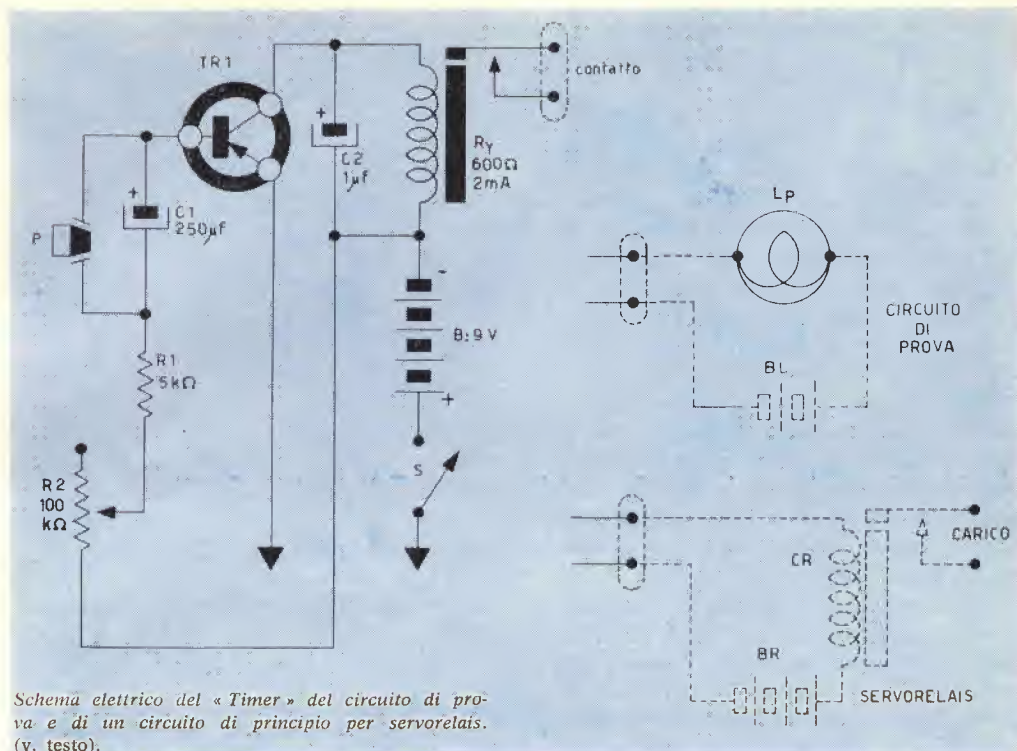 TR1
contatto
+
C2
1µf
RY
600Ω
2mA
P
+
C1
250µf
R1
5kΩ
R2
100
kΩ
-
B: 9 V
+
S
Lp
CIRCUITO
DI
PROVA
BL
CR
CARICO
BR
SERVORELAIS
Schema elettrico del « Timer » del circuito di pro-
va e di un circuito di principio per servorelais.
(v. testo).